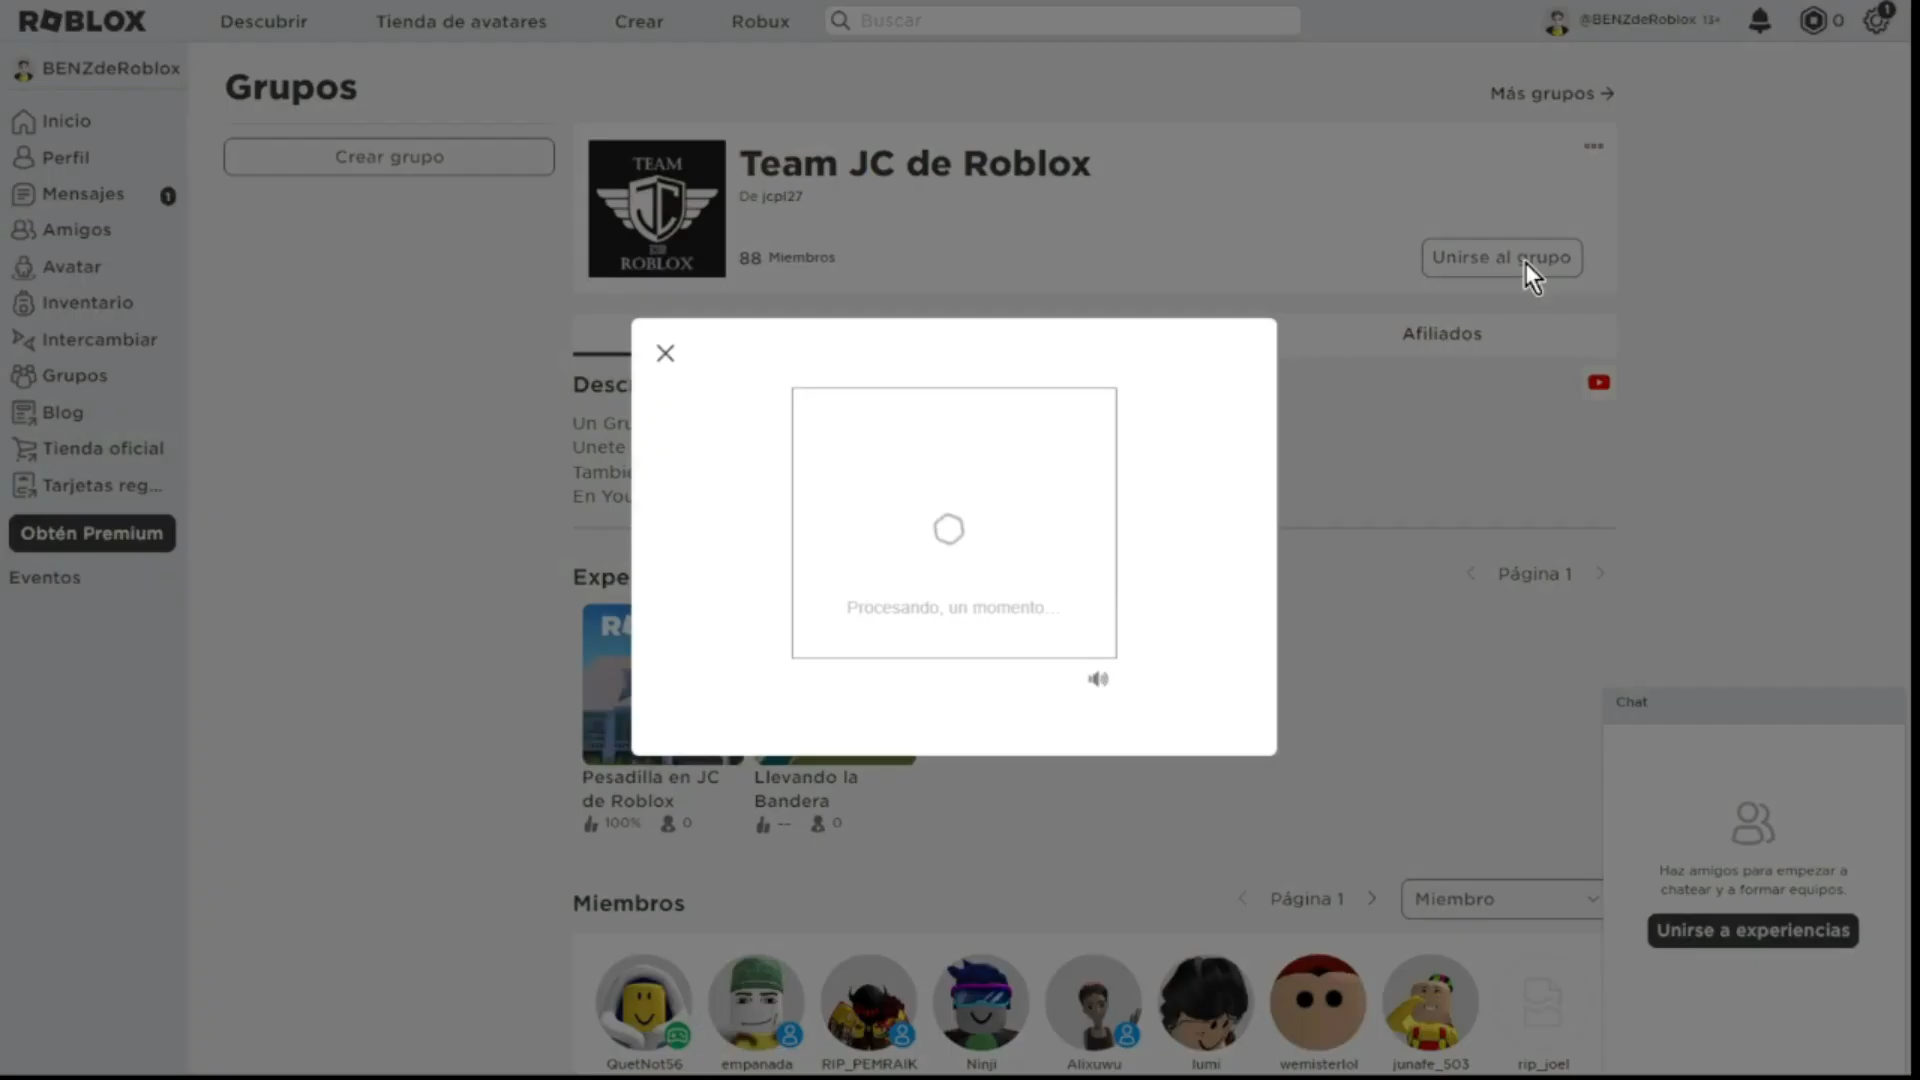 ROBLOX
Descubrir
Tienda de avatares
Crear
Robux
Buscar
@BENZdeRoblox 13+
0
1
BENZdeRoblox
Inicio
Perfil
Mensajes 1
Amigos
Avatar
Inventario
Intercambiar
Grupos
Blog
Tienda oficial
Tarjetas reg...
Obtén Premium
Eventos
Grupos
Más grupos
Crear grupo
TEAM
JC
ROBLOX
Team JC de Roblox
De jcpl27
88 Miembros
Unirse al grupo
Afiliados
Desc
Un Gru
Unete
Tambié
En You
Procesando, un momento...
Expe
Página 1
Pesadilla en JC
de Roblox
100% 0
Llevando la
Bandera
-- 0
Miembros
Página 1
Miembro
QuetNot56
empanada
RIP_PEMRAIK
Ninji
Alixuwu
lumi
wemisterlol
junafe_503
rip_joel
Chat
Haz amigos para empezar a
chatear y a formar equipos.
Unirse a experiencias